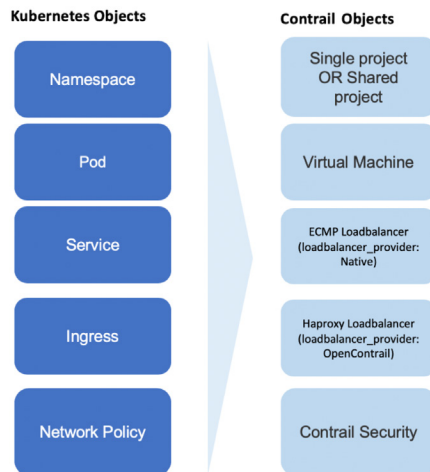 Kubernetes Objects
Contrail Objects
Namespace
Single project
OR Shared
project
Pod
Virtual Machine
Service
ECMP Loadbalancer
(loadbalancer_provider:
Native)
Ingress
Haproxy Loadbalancer
(loadbalancer_provider:
OpenContrail)
Network Policy
Contrail Security